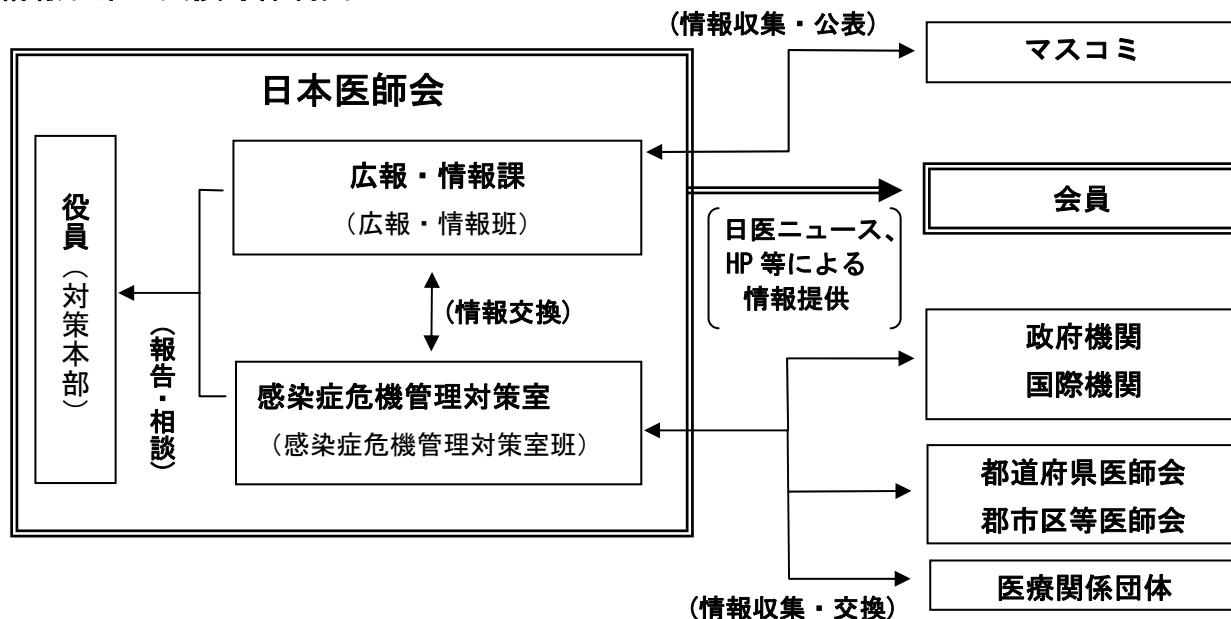 (情報収集・公表)
マスコミ
日本医師会
広報・情報課
（広報・情報班）
役員（対策本部）
会員
日医ニュース、
HP 等による
情報提供
(情報交換)
(報告・相談)
政府機関
国際機関
感染症危機管理対策室
（感染症危機管理対策室班）
都道府県医師会
郡市区等医師会
医療関係団体
(情報収集・交換)